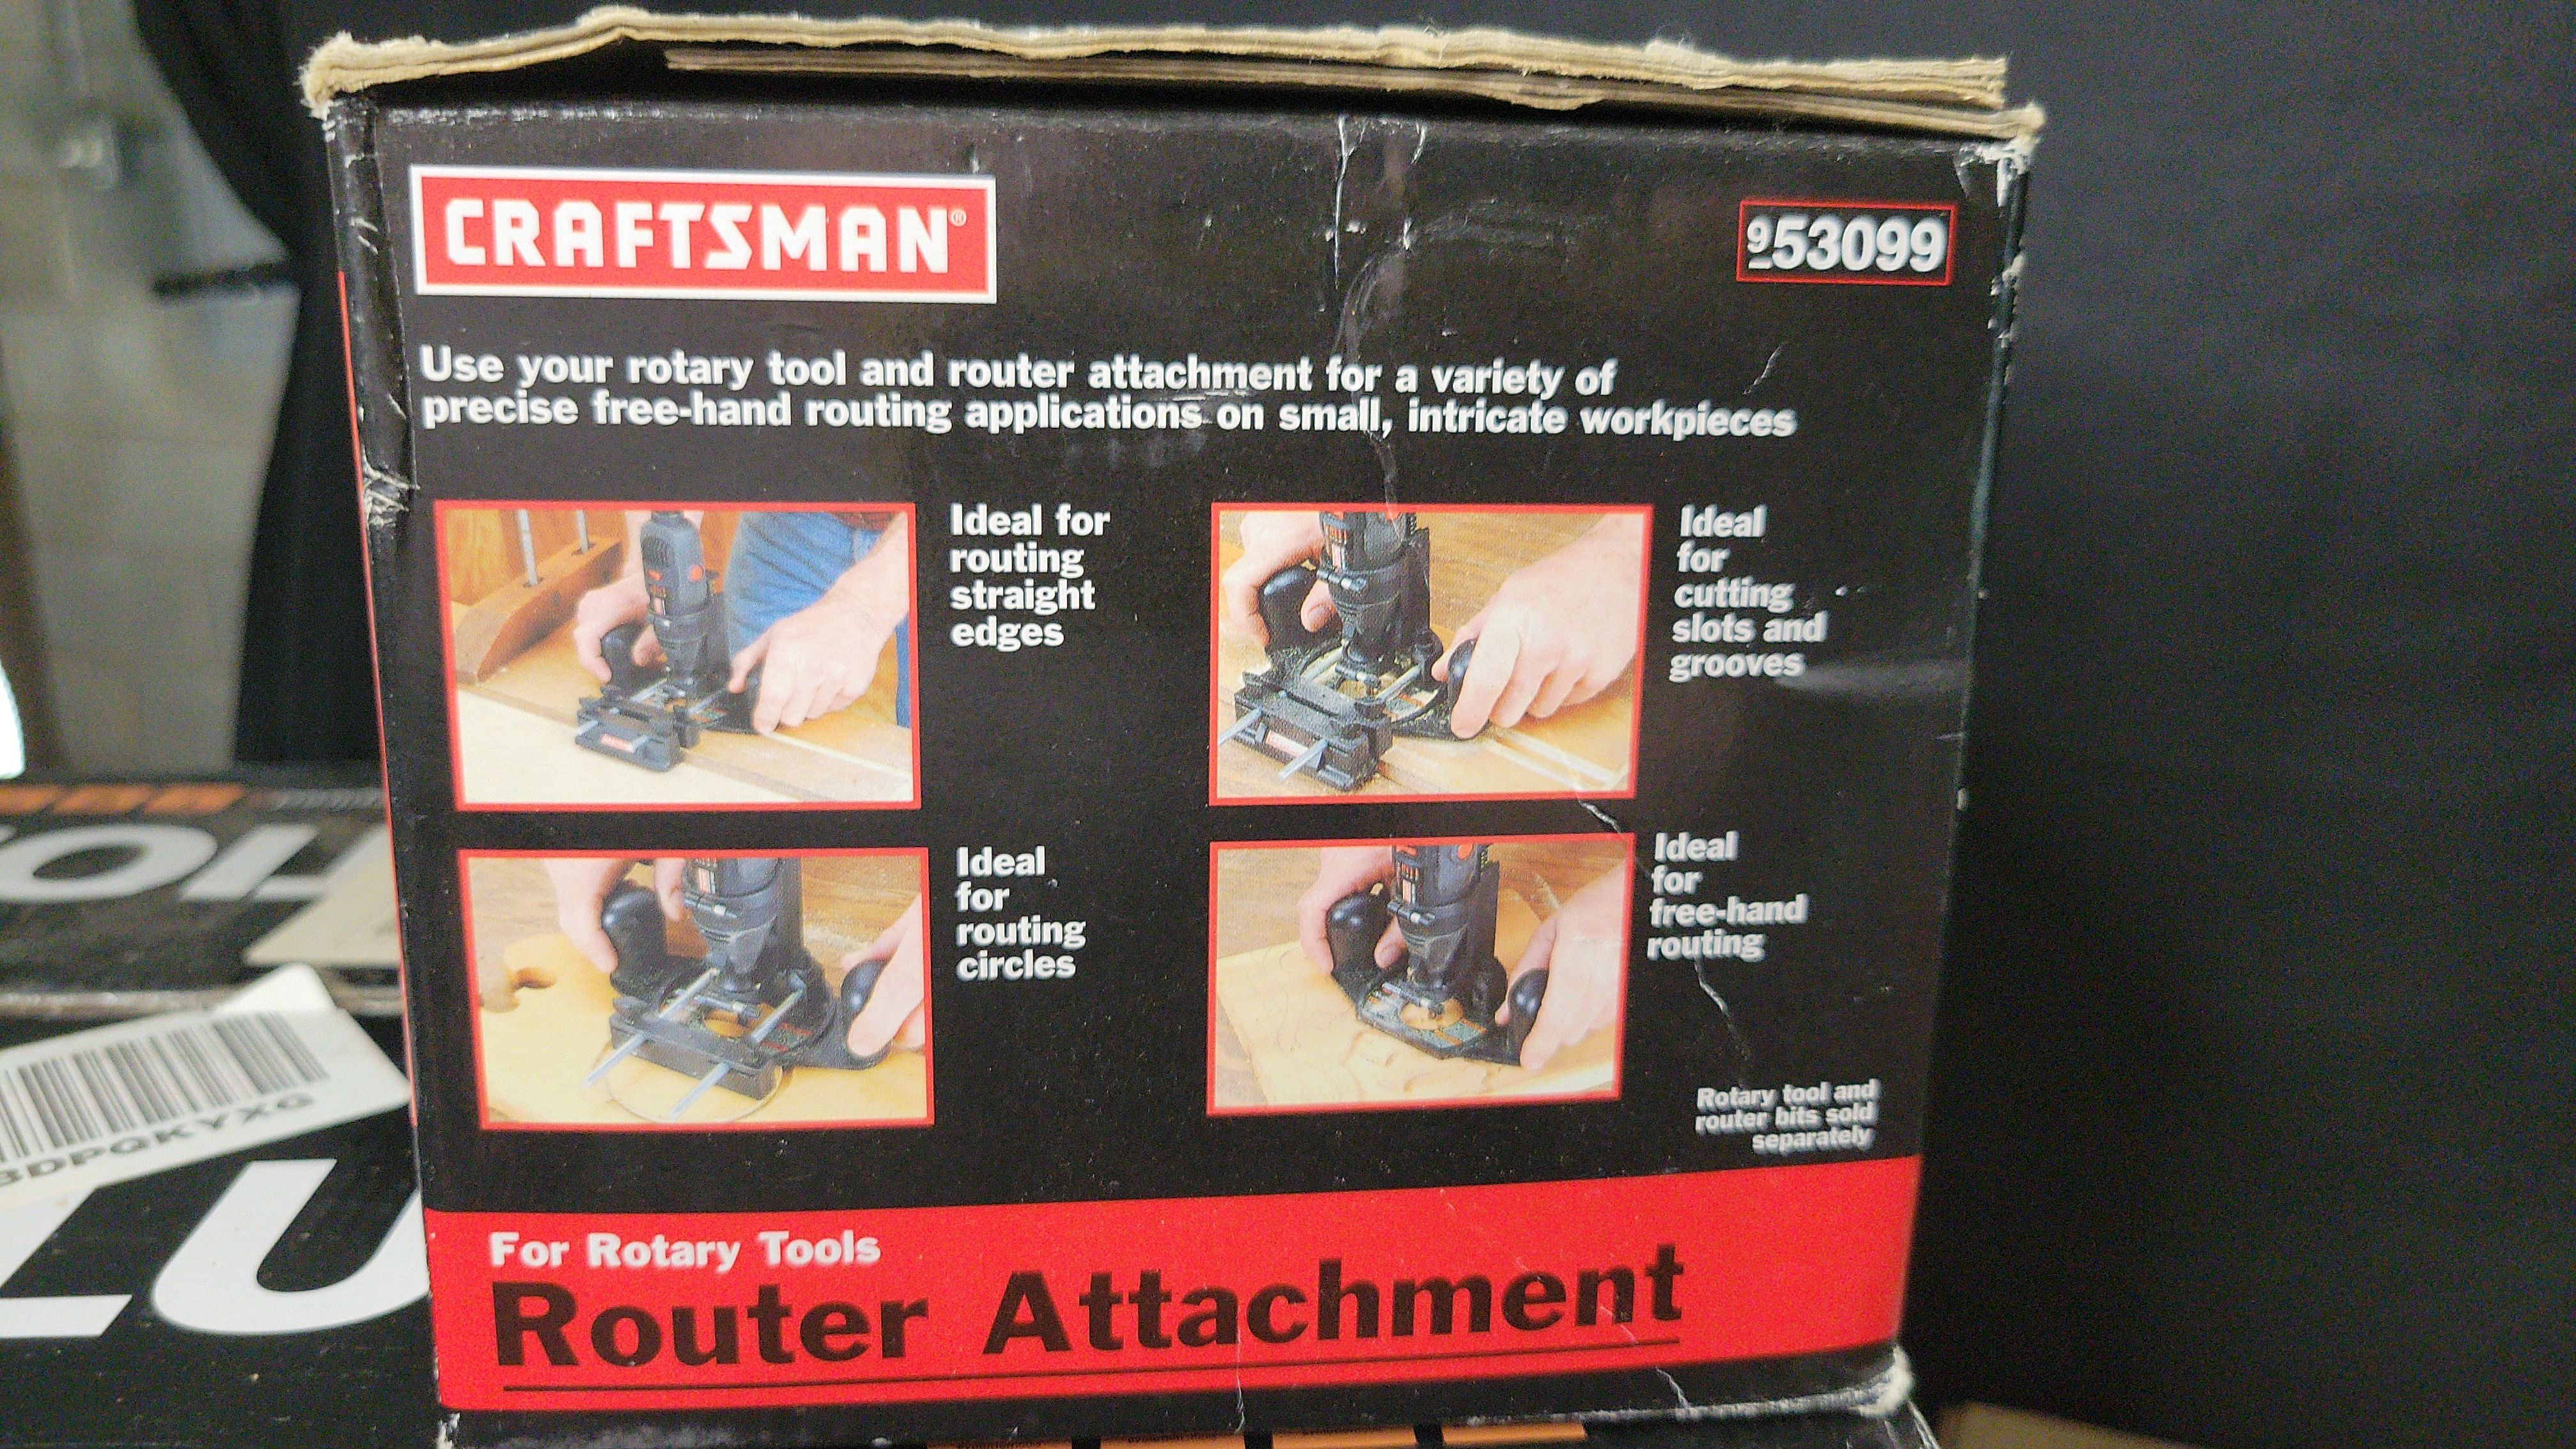 CRAFTSMAN®
953099
Use your rotary tool and router attachment for a variety of
precise free-hand routing applications on small, intricate workpieces
Ideal for
routing
straight
edges
Ideal
for
cutting
slots and
grooves
Ideal
for
routing
circles
Ideal
for
free-hand
routing
Rotary tool and
router bits sold
separately
For Rotary Tools
Router Attachment